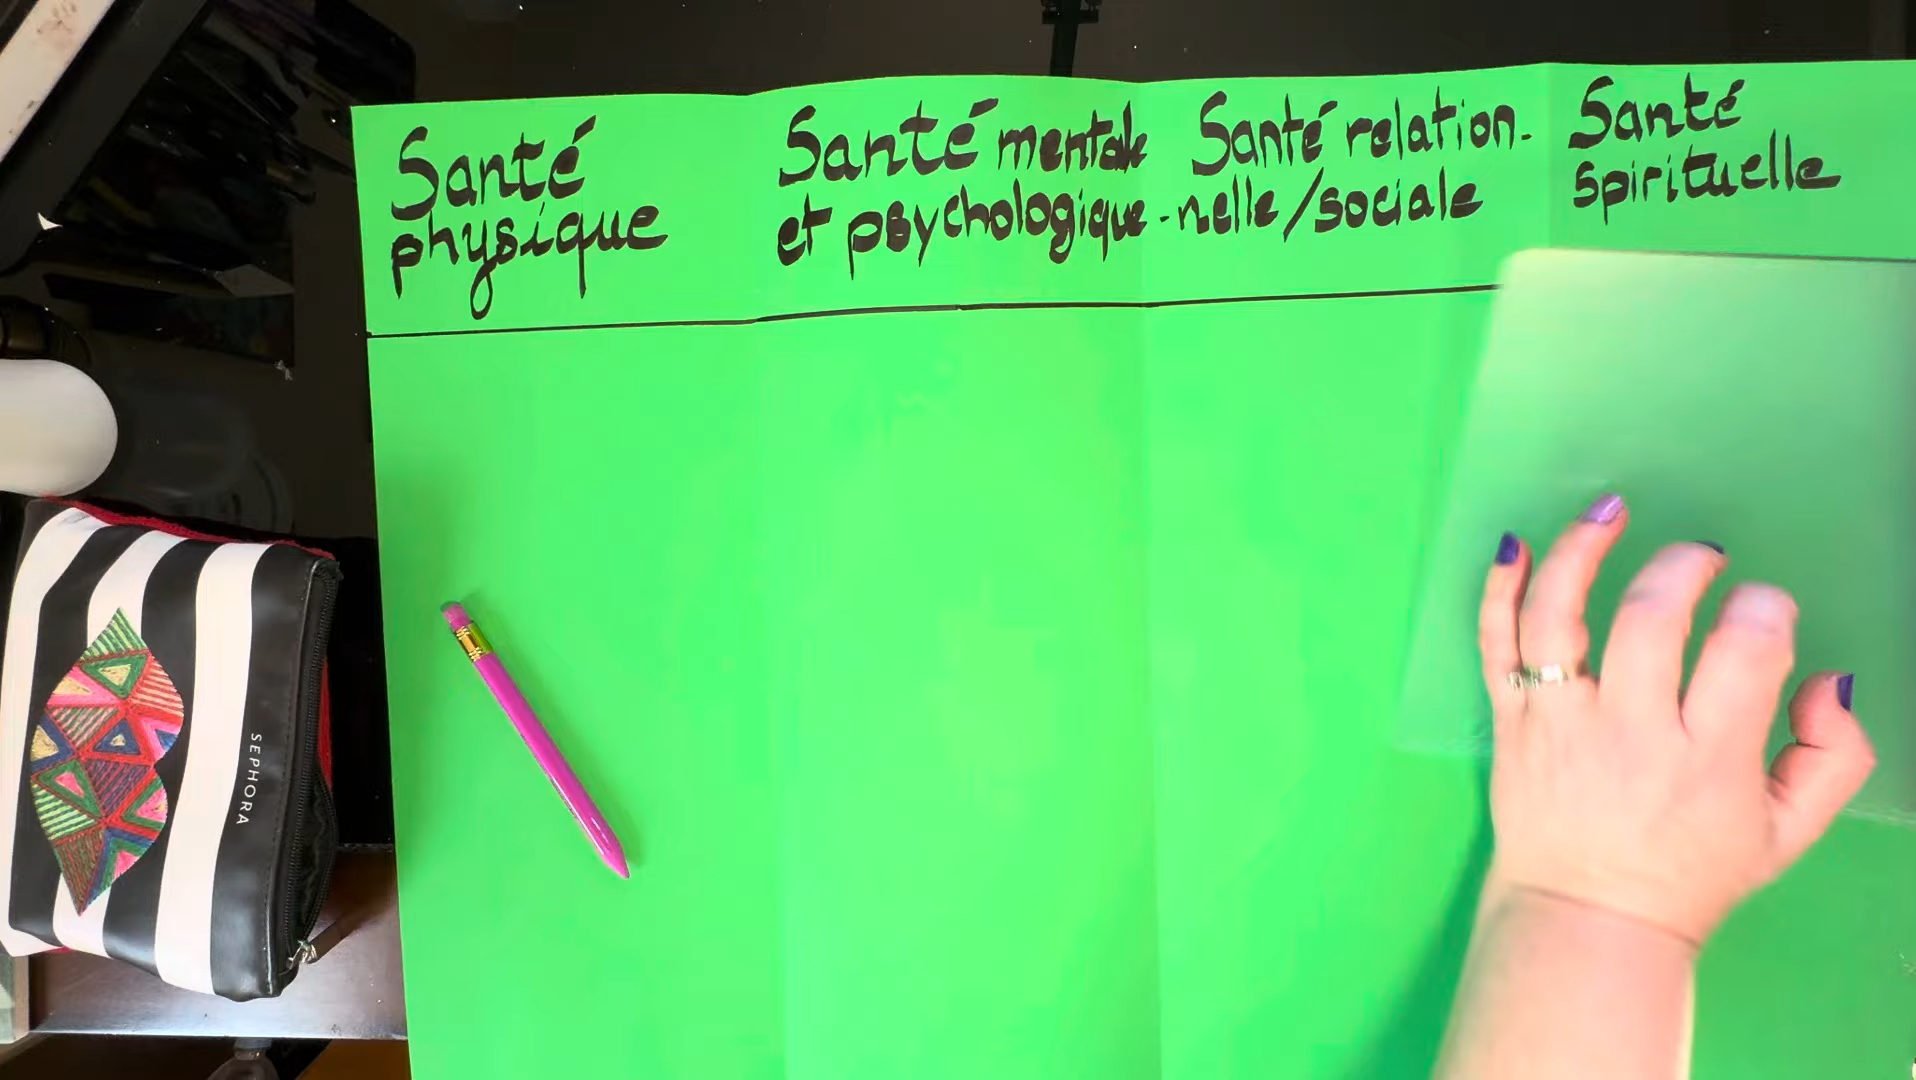 Santé
physique
Santé mentale
et psychologique
Santé relation-
-nelle/sociale
Santé
spirituelle
SEPHORA